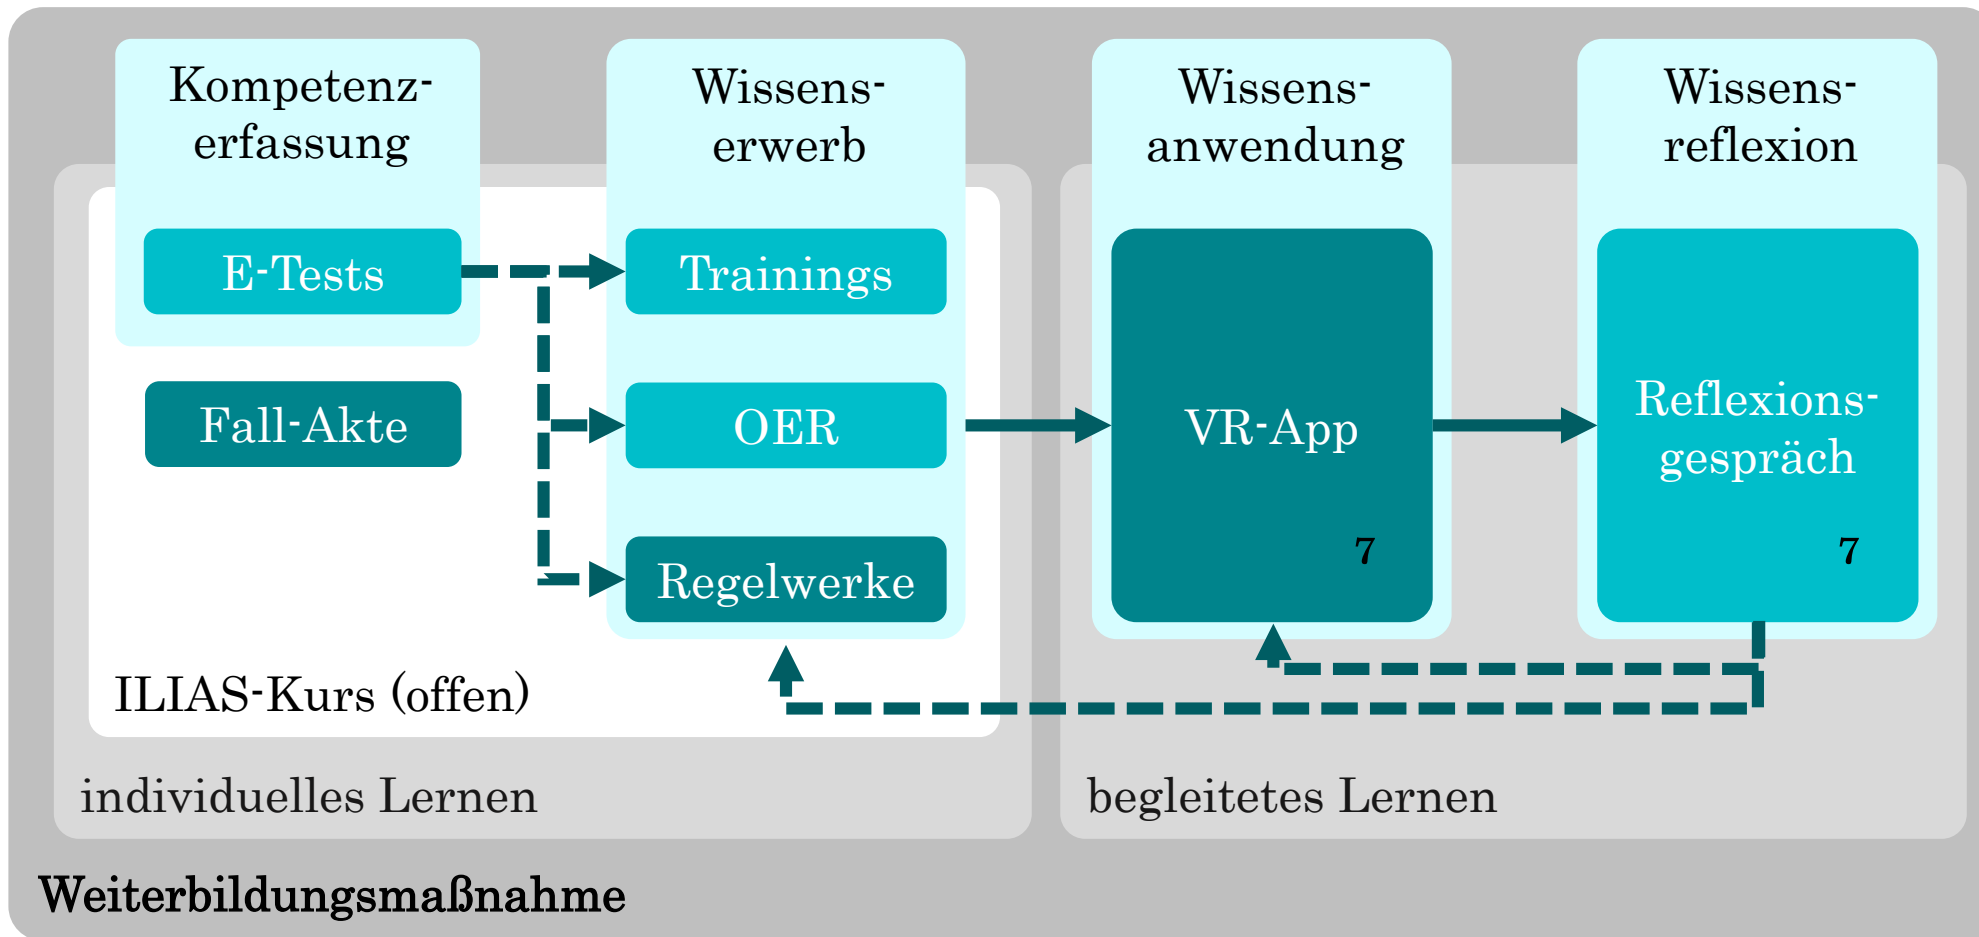 Kompetenz-
erfassung
E-Tests
Fall-Akte
Wissens-
erwerb
Trainings
OER
Regelwerke
ILIAS-Kurs (offen)
individuelles Lernen
Wissens-
anwendung
VR-App
7
Wissens-
reflexion
Reflexions-
gespräch
7
begleitetes Lernen
Weiterbildungsmaßnahme